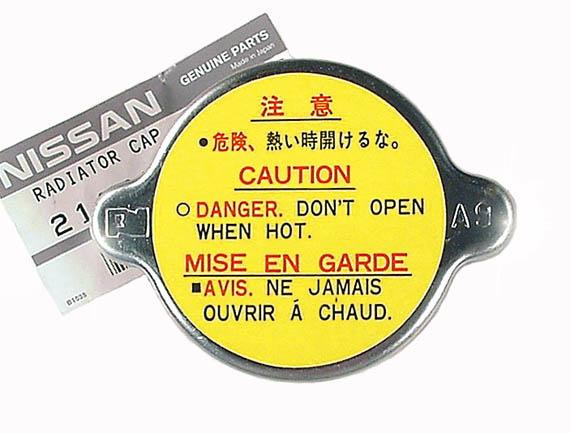 NISSAN
GENUINE PARTS
Made in Japan
RADIATOR CAP
21
B1033
注意
•危険、熱い時開けるな。
CAUTION
○ DANGER. DON'T OPEN
WHEN HOT.
MISE EN GARDE
■AVIS. NE JAMAIS
OUVRIR Á CHAUD.